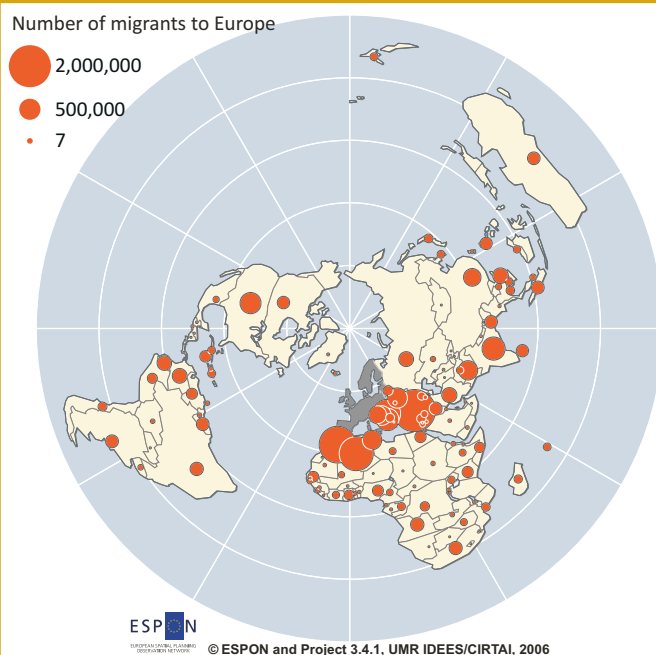 Number of migrants to Europe
2,000,000
500,000
7
ESPON
EUROPEAN SPATIAL PLANNING
OBSERVATION NETWORK
© ESPON and Project 3.4.1, UMR IDEES/CIRTAI, 2006